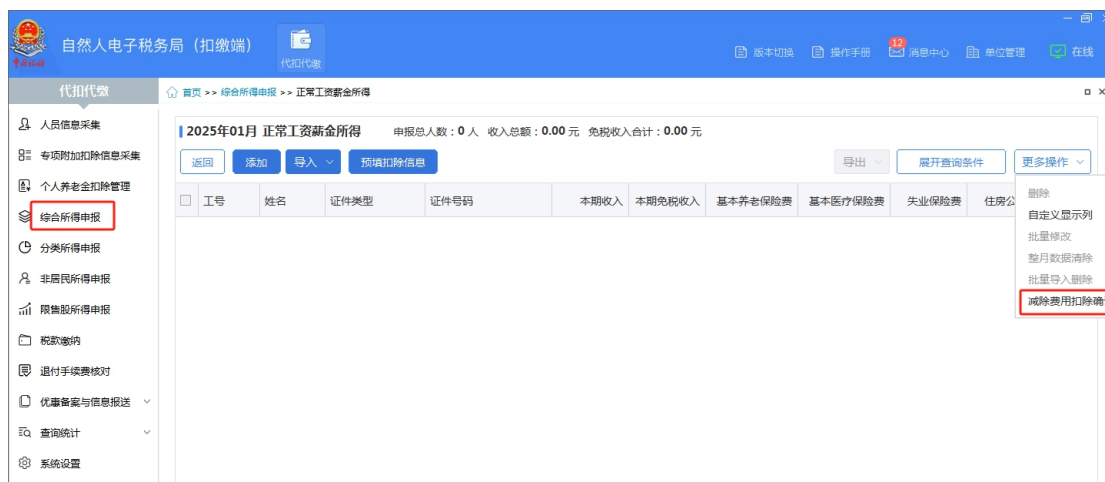 自然人电子税务局（扣缴端）
代扣代缴
版本切换 操作手册 12 消息中心 单位管理 在线
代扣代缴
首页 >> 综合所得申报 >> 正常工资薪金所得
人员信息采集
专项附加扣除信息采集
个人养老金扣除管理
综合所得申报
分类所得申报
非居民所得申报
限售股所得申报
税款缴纳
退付手续费核对
优惠备案与信息报送
查询统计
系统设置
2025年01月 正常工资薪金所得 申报总人数：0 人 收入总额：0.00 元 免税收入合计：0.00 元
返回 添加 导入 预填扣除信息 导出 展开查询条件 更多操作
工号 姓名 证件类型 证件号码 本期收入 本期免税收入 基本养老保险费 基本医疗保险费 失业保险费 住房公
删除
自定义显示列
批量修改
整月数据清除
批量导入删除
减除费用扣除确